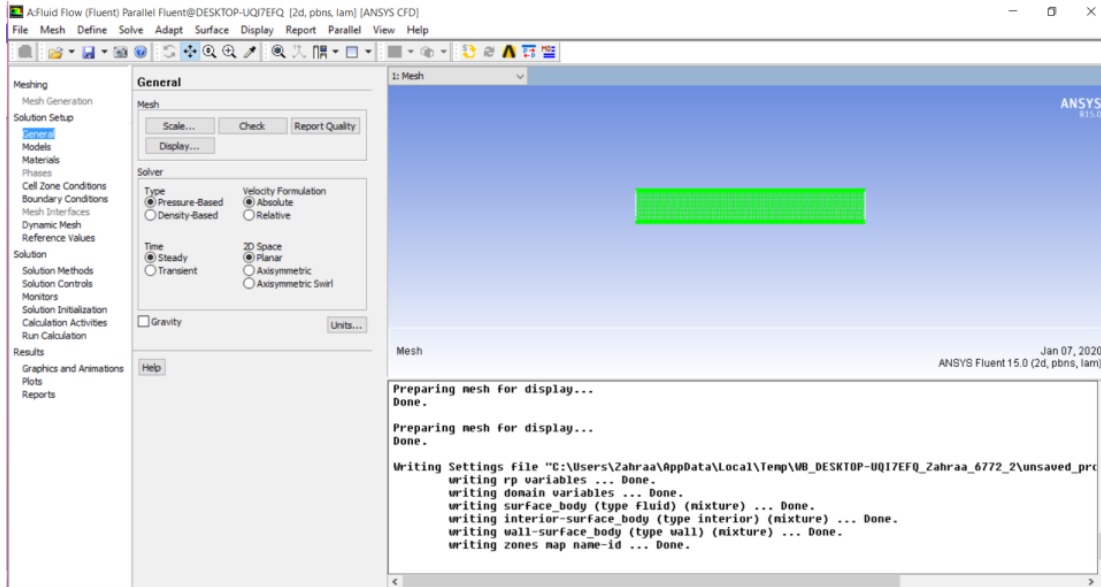 A:Fluid Flow (Fluent) Parallel Fluent@DESKTOP-UQI7EFQ [2d, pbns, lam] [ANSYS CFD]
File Mesh Define Solve Adapt Surface Display Report Parallel View Help
Meshing
Mesh Generation
Solution Setup
General
Models
Materials
Phases
Cell Zone Conditions
Boundary Conditions
Mesh Interfaces
Dynamic Mesh
Reference Values
Solution
Solution Methods
Solution Controls
Monitors
Solution Initialization
Calculation Activities
Run Calculation
Results
Graphics and Animations
Plots
Reports
General
Mesh
Scale... Check Report Quality
Display...
Solver
Type Velocity Formulation
Pressure-Based Absolute
Density-Based Relative
Time 2D Space
Steady Planar
Transient Axisymmetric
Axisymmetric Swirl
Gravity Units...
Help
1: Mesh
ANSYS
R15.0
Mesh Jan 07, 2020
ANSYS Fluent 15.0 (2d, pbns, lam)
Preparing mesh for display...
Done.
Preparing mesh for display...
Done.
Writing Settings file "C:\Users\Zahraa\AppData\Local\Temp\WB_DESKTOP-UQI7EFQ_Zahraa_6772_2\unsaved_prc
writing rp variables ... Done.
writing domain variables ... Done.
writing surface_body (type fluid) (mixture) ... Done.
writing interior-surface_body (type interior) (mixture) ... Done.
writing wall-surface_body (type wall) (mixture) ... Done.
writing zones map name-id ... Done.